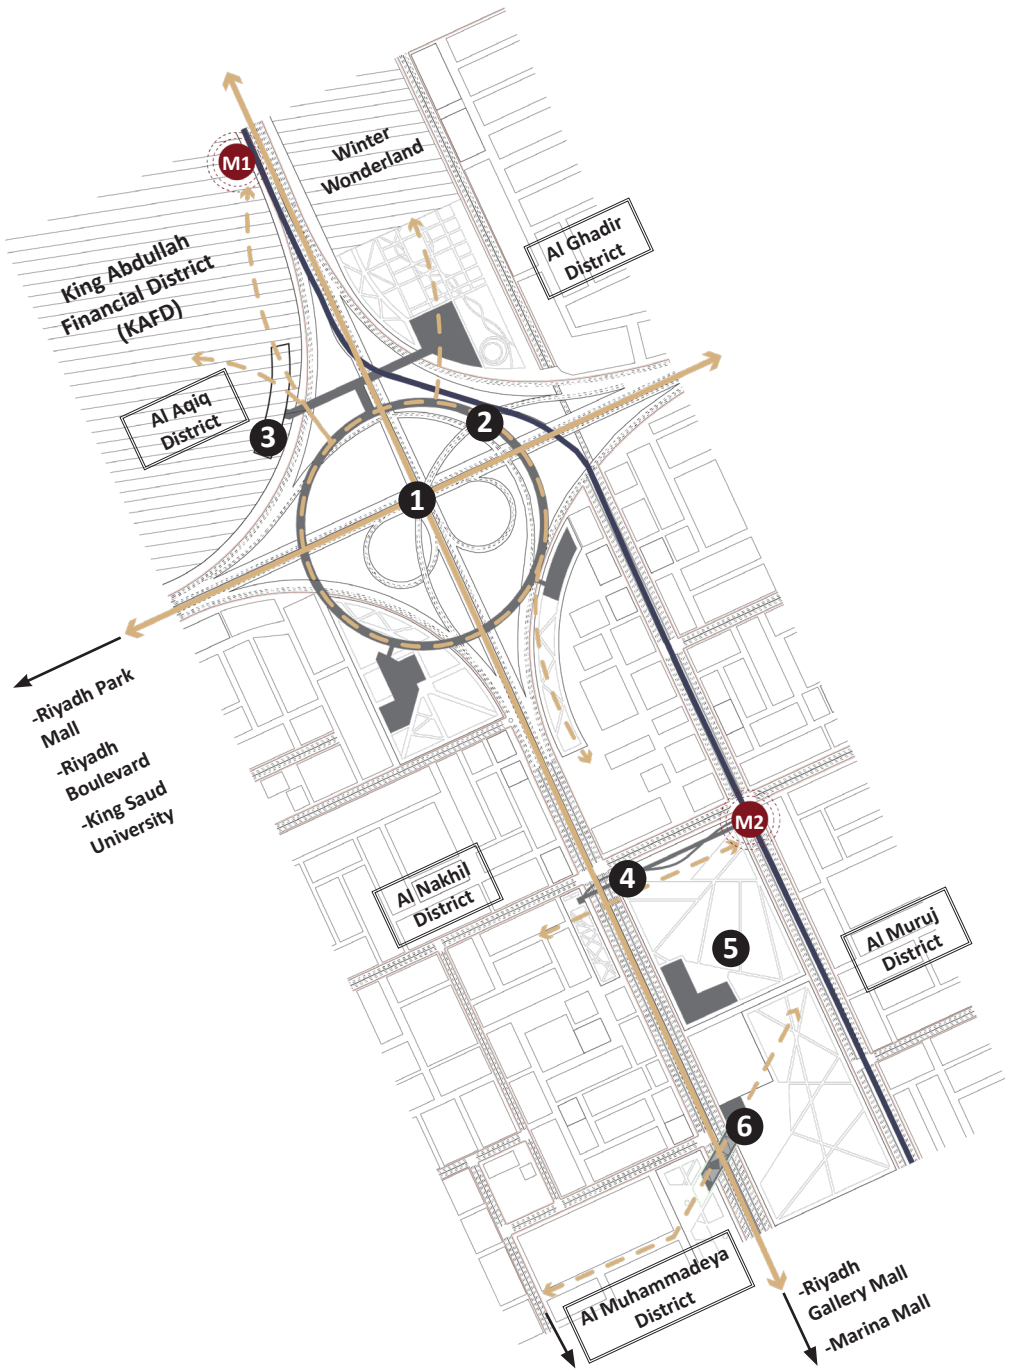 M1
Winter
Wonderland
Al Ghadir
District
King Abdullah
Financial District
(KAFD)
Al Aqiq
District
3
2
1
-Riyadh Park
Mall
-Riyadh
Boulevard
-King Saud
University
M2
4
Al Nakhil
District
5
Al Muruj
District
6
Al Muhammadeya
District
-Riyadh
Gallery Mall
-Marina Mall